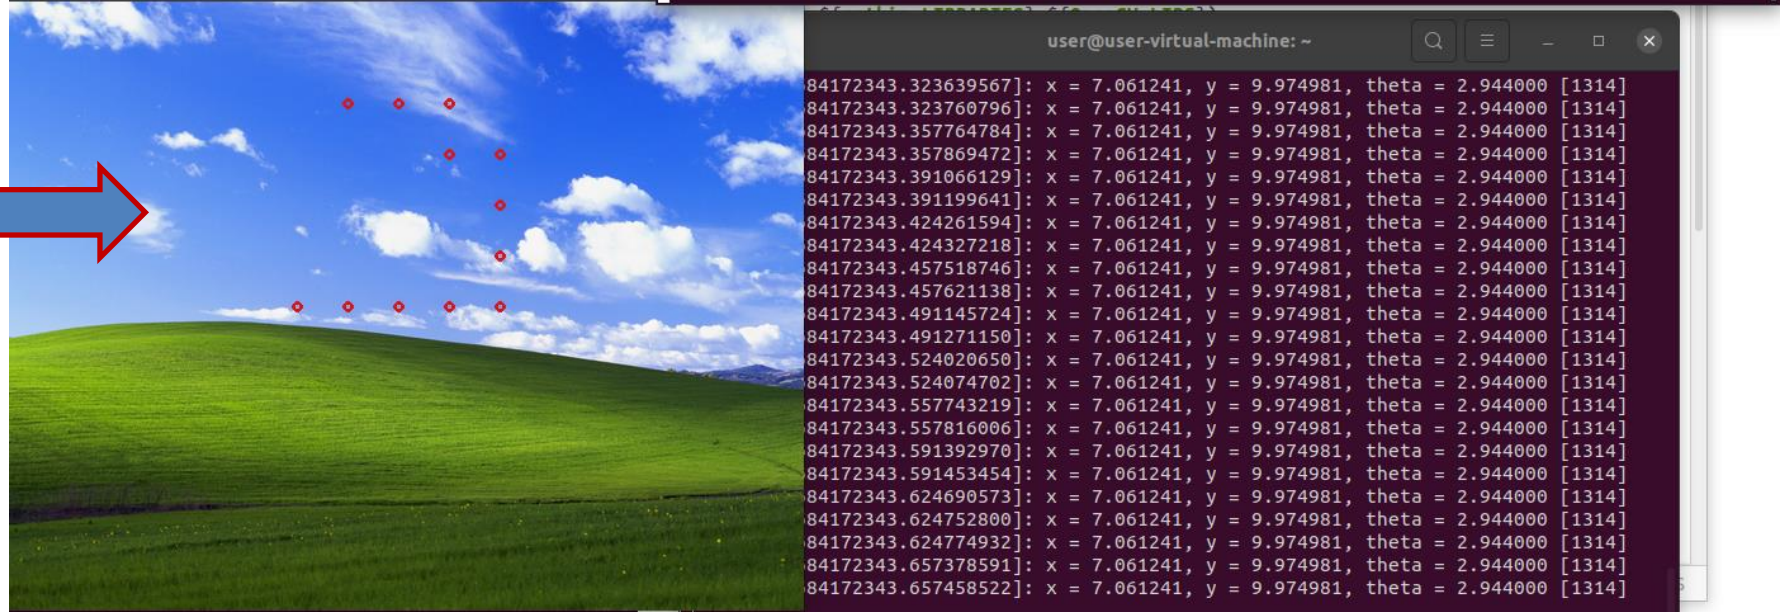 user@user-virtual-machine: ~
84172343.323639567]: x = 7.061241, y = 9.974981, theta = 2.944000 [1314]
84172343.323760796]: x = 7.061241, y = 9.974981, theta = 2.944000 [1314]
84172343.357764784]: x = 7.061241, y = 9.974981, theta = 2.944000 [1314]
84172343.357869472]: x = 7.061241, y = 9.974981, theta = 2.944000 [1314]
84172343.391066129]: x = 7.061241, y = 9.974981, theta = 2.944000 [1314]
84172343.391199641]: x = 7.061241, y = 9.974981, theta = 2.944000 [1314]
84172343.424261594]: x = 7.061241, y = 9.974981, theta = 2.944000 [1314]
84172343.424327218]: x = 7.061241, y = 9.974981, theta = 2.944000 [1314]
84172343.457518746]: x = 7.061241, y = 9.974981, theta = 2.944000 [1314]
84172343.457621138]: x = 7.061241, y = 9.974981, theta = 2.944000 [1314]
84172343.491145724]: x = 7.061241, y = 9.974981, theta = 2.944000 [1314]
84172343.491271150]: x = 7.061241, y = 9.974981, theta = 2.944000 [1314]
84172343.524020650]: x = 7.061241, y = 9.974981, theta = 2.944000 [1314]
84172343.524074702]: x = 7.061241, y = 9.974981, theta = 2.944000 [1314]
84172343.557743219]: x = 7.061241, y = 9.974981, theta = 2.944000 [1314]
84172343.557816006]: x = 7.061241, y = 9.974981, theta = 2.944000 [1314]
84172343.591392970]: x = 7.061241, y = 9.974981, theta = 2.944000 [1314]
84172343.591453454]: x = 7.061241, y = 9.974981, theta = 2.944000 [1314]
84172343.624690573]: x = 7.061241, y = 9.974981, theta = 2.944000 [1314]
84172343.624752800]: x = 7.061241, y = 9.974981, theta = 2.944000 [1314]
84172343.624774932]: x = 7.061241, y = 9.974981, theta = 2.944000 [1314]
84172343.657378591]: x = 7.061241, y = 9.974981, theta = 2.944000 [1314]
84172343.657458522]: x = 7.061241, y = 9.974981, theta = 2.944000 [1314]